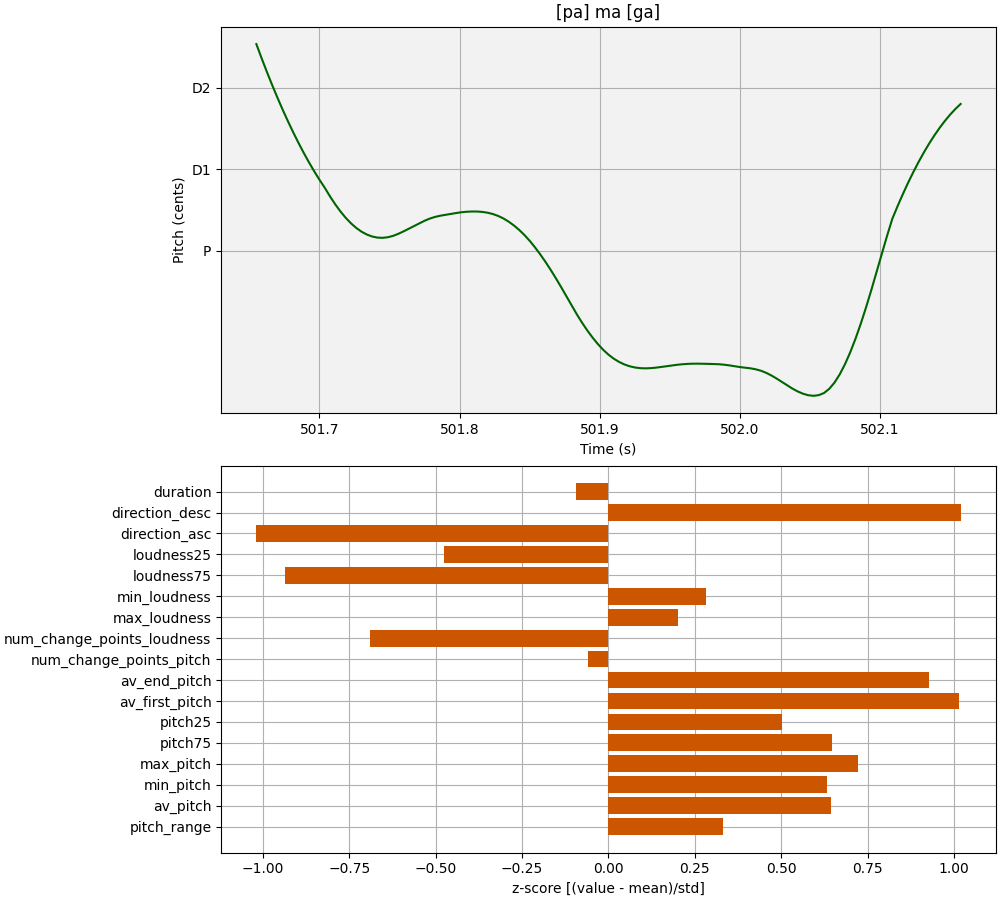 [pa] ma [ga]
D2
D1
P
Pitch (cents)
501.7 501.8 501.9 502.0 502.1
Time (s)
duration
direction_desc
direction_asc
loudness25
loudness75
min_loudness
max_loudness
num_change_points_loudness
num_change_points_pitch
av_end_pitch
av_first_pitch
pitch25
pitch75
max_pitch
min_pitch
av_pitch
pitch_range
−1.00 −0.75 −0.50 −0.25 0.00 0.25 0.50 0.75 1.00
z-score [(value - mean)/std]